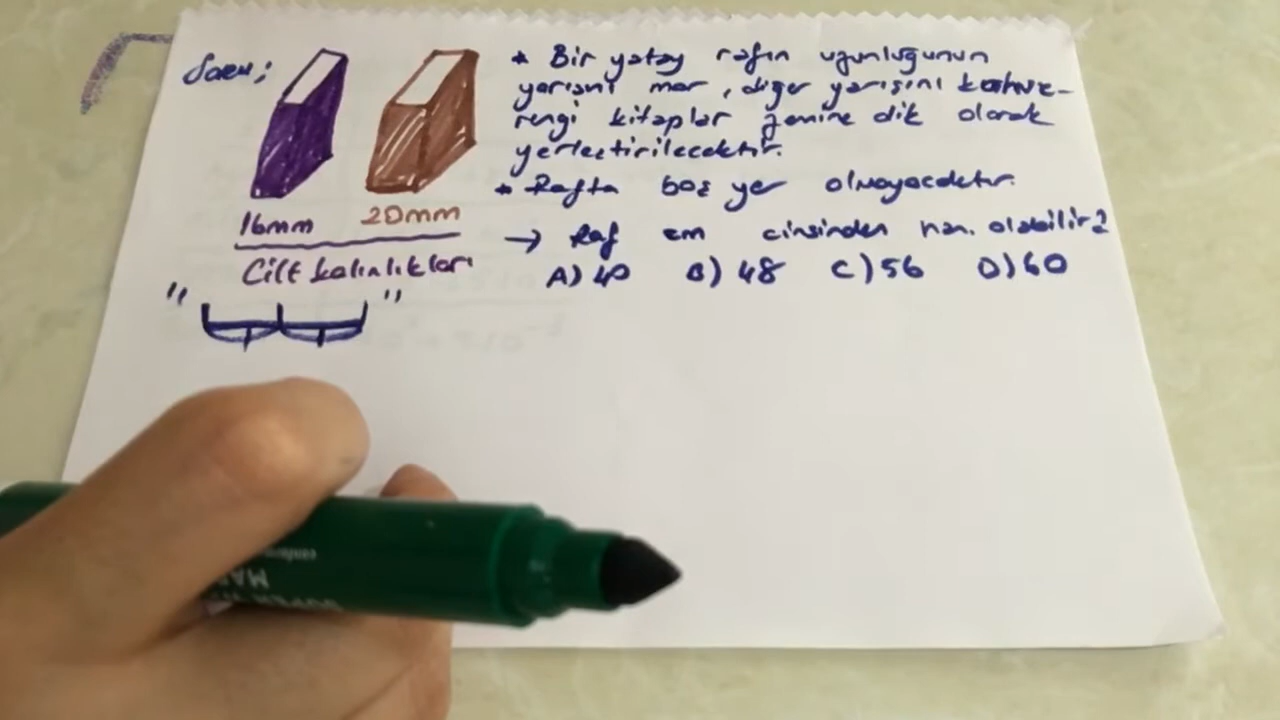 Soru:
* Bir yatay rafın uzunluğunun
yarısını mor, diğer yarısını kahve-
rengi kitaplar zemine dik olarak
yerleştirilecektir.
* Rafta boş yer olmayacaktır.
→ Raf cm cinsinden han. olabilir?
A) 40 B) 48 C) 56 D) 60
16mm 20mm
Cilt kalınlıkları
" "